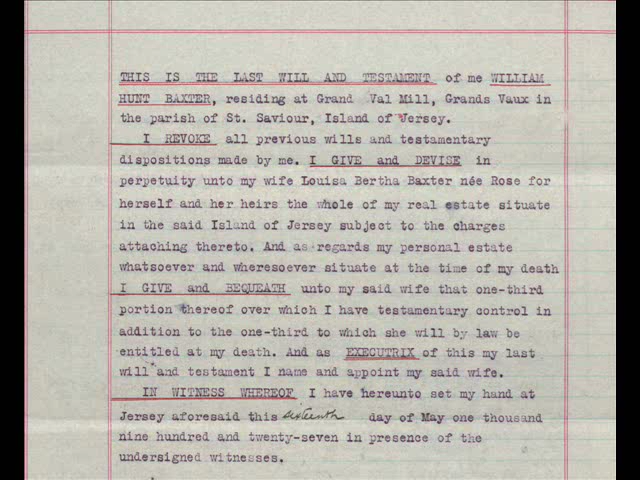 THIS IS THE LAST WILL AND TESTAMENT of me WILLIAM
HUNT BAXTER, residing at Grand Val Mill, Grands Vaux in
the parish of St. Saviour, Island of Jersey.
I REVOKE all previous wills and testamentary
dispositions made by me. I GIVE and DEVISE in
perpetuity unto my wife Louisa Bertha Baxter née Rose for
herself and her heirs the whole of my real estate situate
in the said Island of Jersey subject to the charges
attaching thereto. And as regards my personal estate
whatsoever and wheresoever situate at the time of my death
I GIVE and BEQUEATH unto my said wife that one-third
portion thereof over which I have testamentary control in
addition to the one-third to which she will by law be
entitled at my death. And as EXECUTRIX of this my last
will and testament I name and appoint my said wife.
IN WITNESS WHEREOF I have hereunto set my hand at
Jersey aforesaid this sixteenth day of May one thousand
nine hundred and twenty-seven in presence of the
undersigned witnesses.